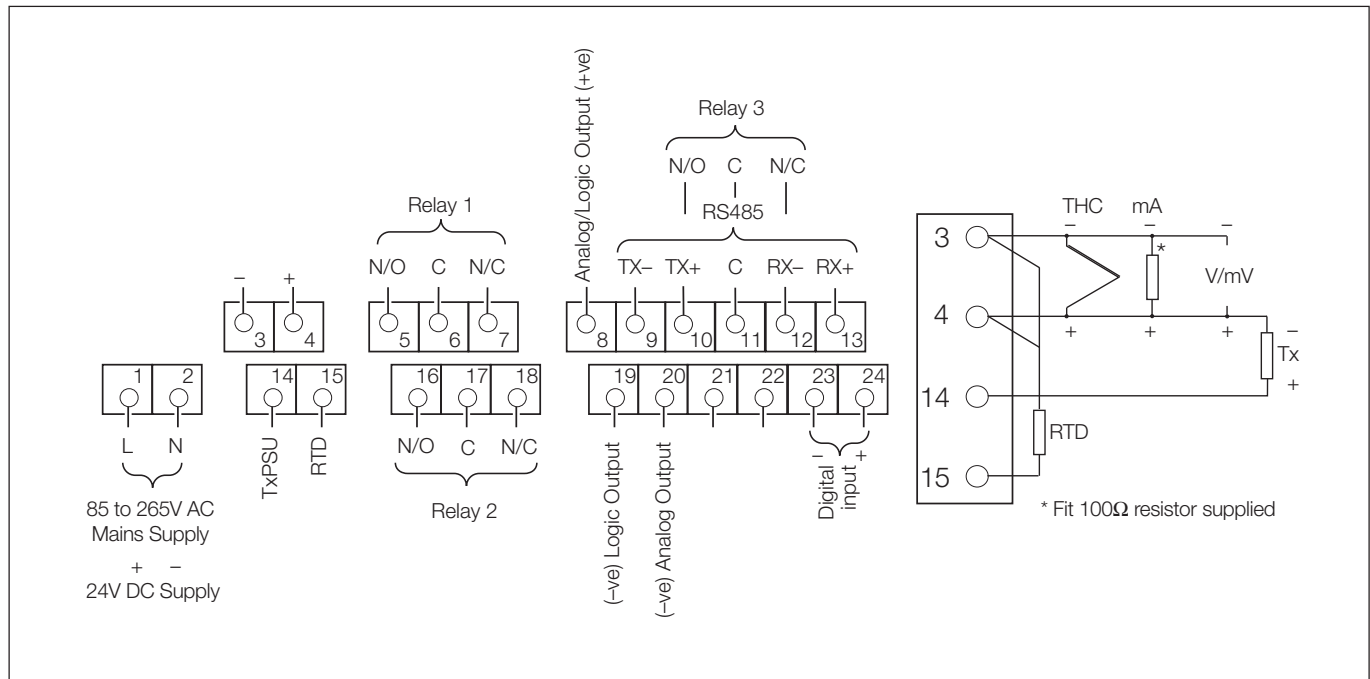 Analog/Logic Output (+ve)
Relay 3
N/O C N/C
RS485
TX– TX+ C RX– RX+
Relay 1
N/O C N/C
– +
3 4
5 6 7
8 9 10 11 12 13
1 2
14 15
16 17 18
19 20 21 22 23 24
L N
85 to 265V AC
Mains Supply
+ –
24V DC Supply
TxPSU
RTD
N/O C N/C
Relay 2
(–ve) Logic Output
(–ve) Analog Output
– +
Digital
input
THC mA
– – –
3
*
V/mV
4
+ + +
–
Tx
+
14
RTD
15
* Fit 100Ω resistor supplied